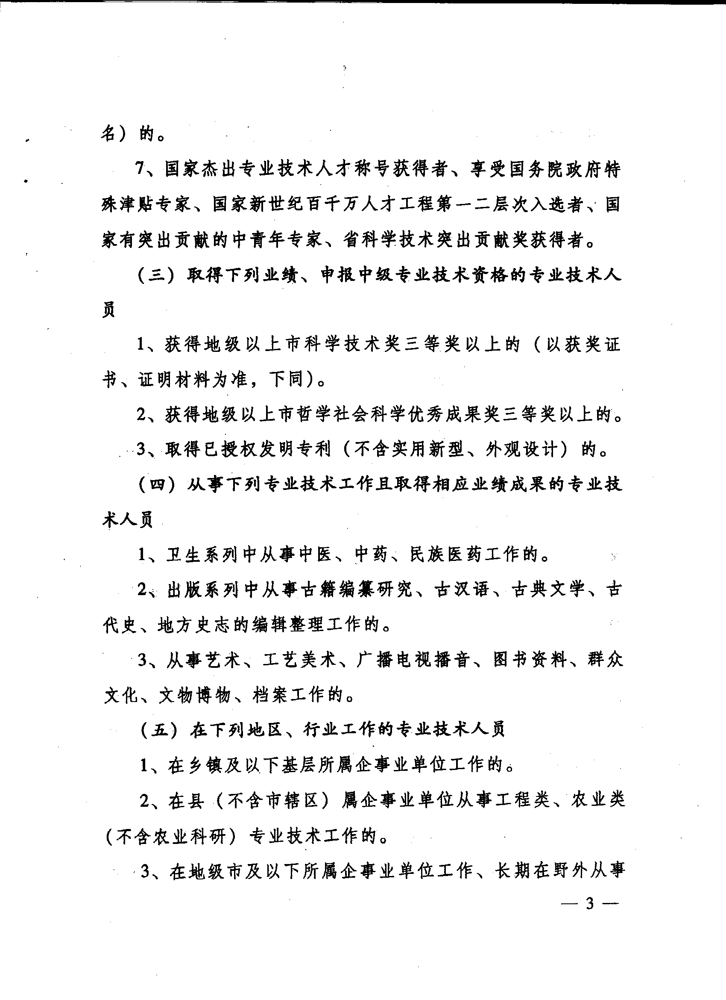 名）的。
7、国家杰出专业技术人才称号获得者、享受国务院政府特
殊津贴专家、国家新世纪百千万人才工程第一二层次入选者、国
家有突出贡献的中青年专家、省科学技术突出贡献奖获得者。
（三）取得下列业绩、申报中级专业技术资格的专业技术人
员
1、获得地级以上市科学技术奖三等奖以上的（以获奖证
书、证明材料为准，下同）。
2、获得地级以上市哲学社会科学优秀成果奖三等奖以上的。
3、取得已授权发明专利（不含实用新型、外观设计）的。
（四）从事下列专业技术工作且取得相应业绩成果的专业技
术人员
1、卫生系列中从事中医、中药、民族医药工作的。
2、出版系列中从事古籍编纂研究、古汉语、古典文学、古
代史、地方史志的编辑整理工作的。
3、从事艺术、工艺美术、广播电视播音、图书资料、群众
文化、文物博物、档案工作的。
（五）在下列地区、行业工作的专业技术人员
1、在乡镇及以下基层所属企事业单位工作的。
2、在县（不含市辖区）属企事业单位从事工程类、农业类
（不含农业科研）专业技术工作的。
3、在地级市及以下所属企事业单位工作、长期在野外从事
— 3 —